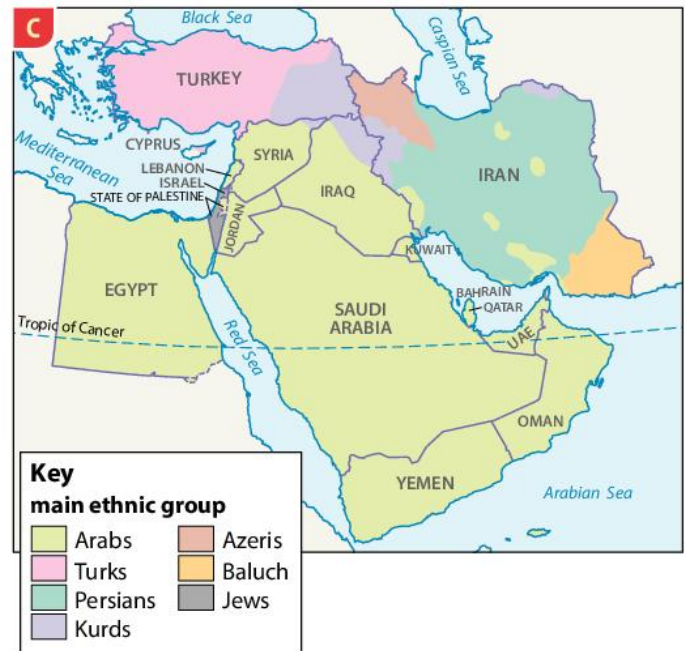 C
Black Sea
Caspian Sea
TURKEY
Mediterranean
Sea
CYPRUS
LEBANON
ISRAEL
STATE OF PALESTINE
SYRIA
JORDAN
IRAQ
IRAN
KUWAIT
EGYPT
BAHRAIN
QATAR
SAUDI
ARABIA
Tropic of Cancer
Red Sea
UAE
OMAN
YEMEN
Arabian Sea
Key
main ethnic group
Arabs
Turks
Persians
Kurds
Azeris
Baluch
Jews